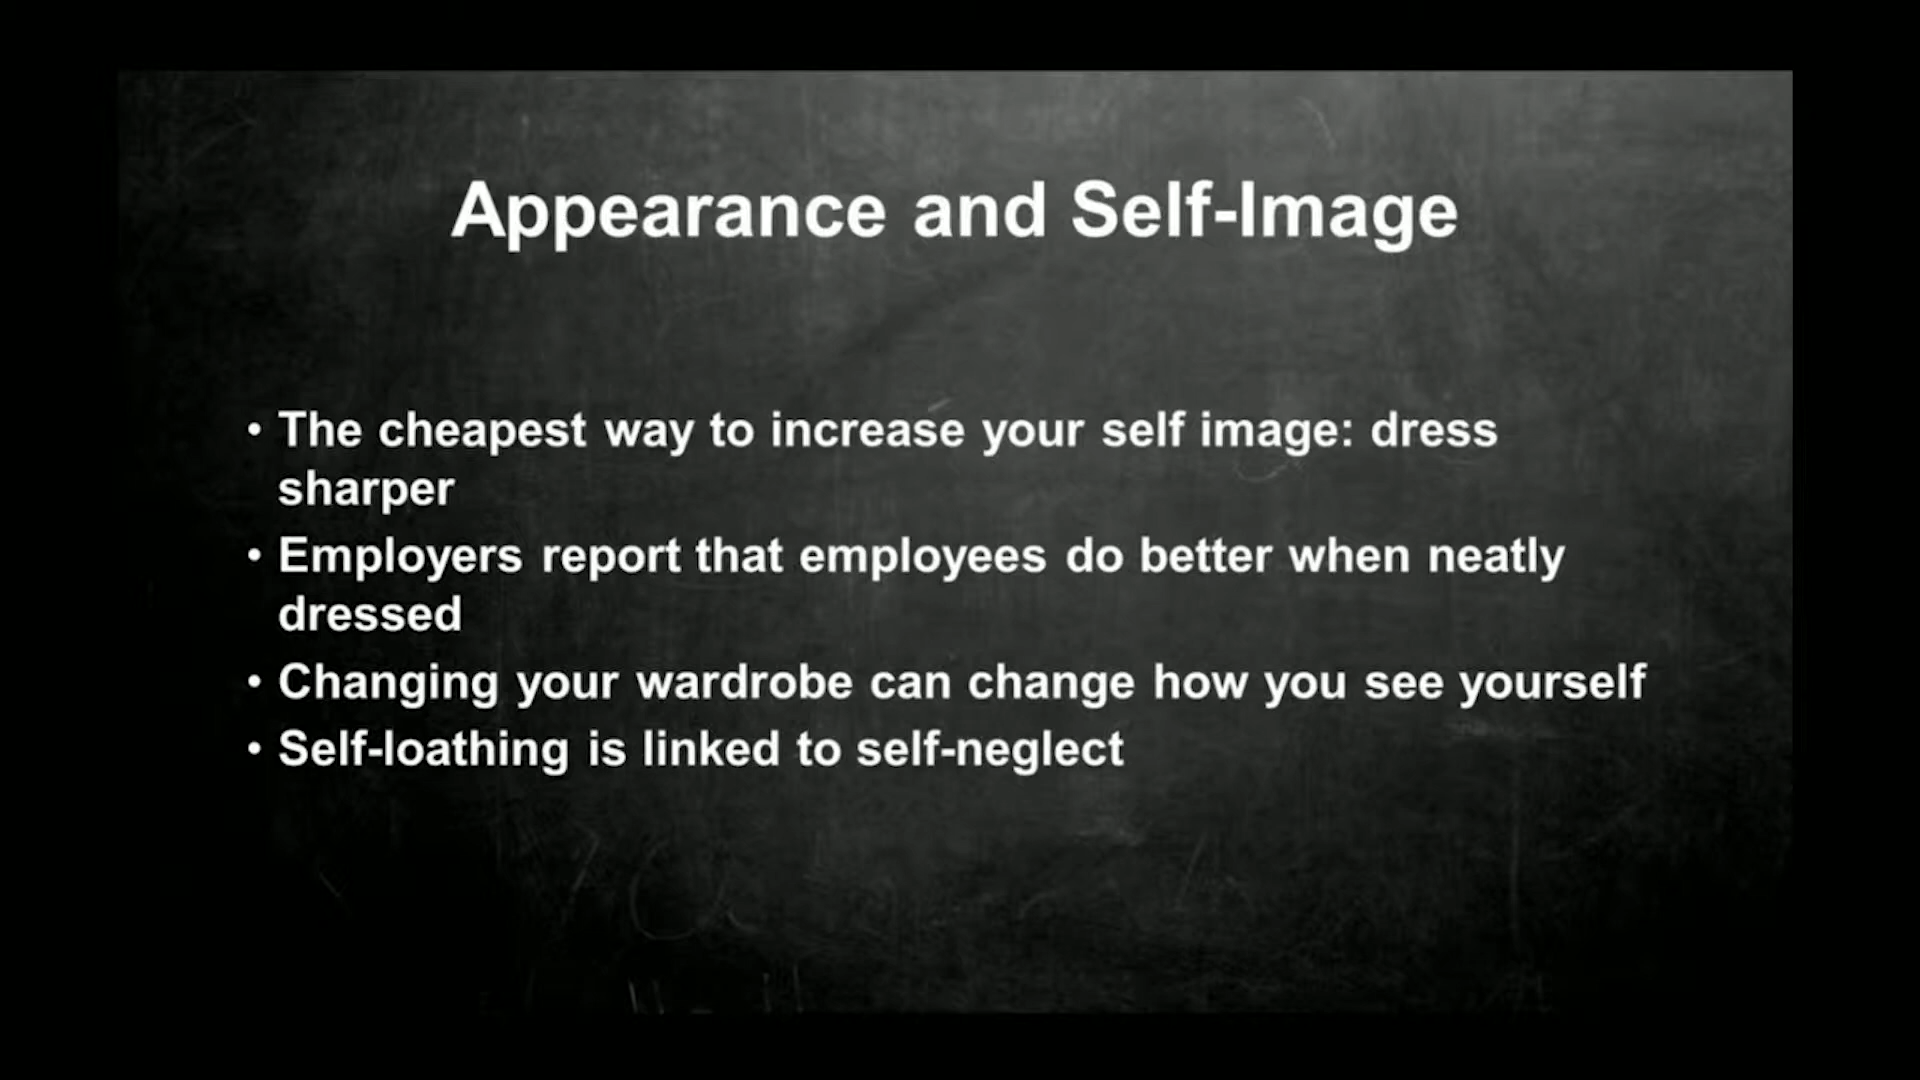 Appearance and Self-Image
• The cheapest way to increase your self image: dress
sharper
• Employers report that employees do better when neatly
dressed
• Changing your wardrobe can change how you see yourself
• Self-loathing is linked to self-neglect